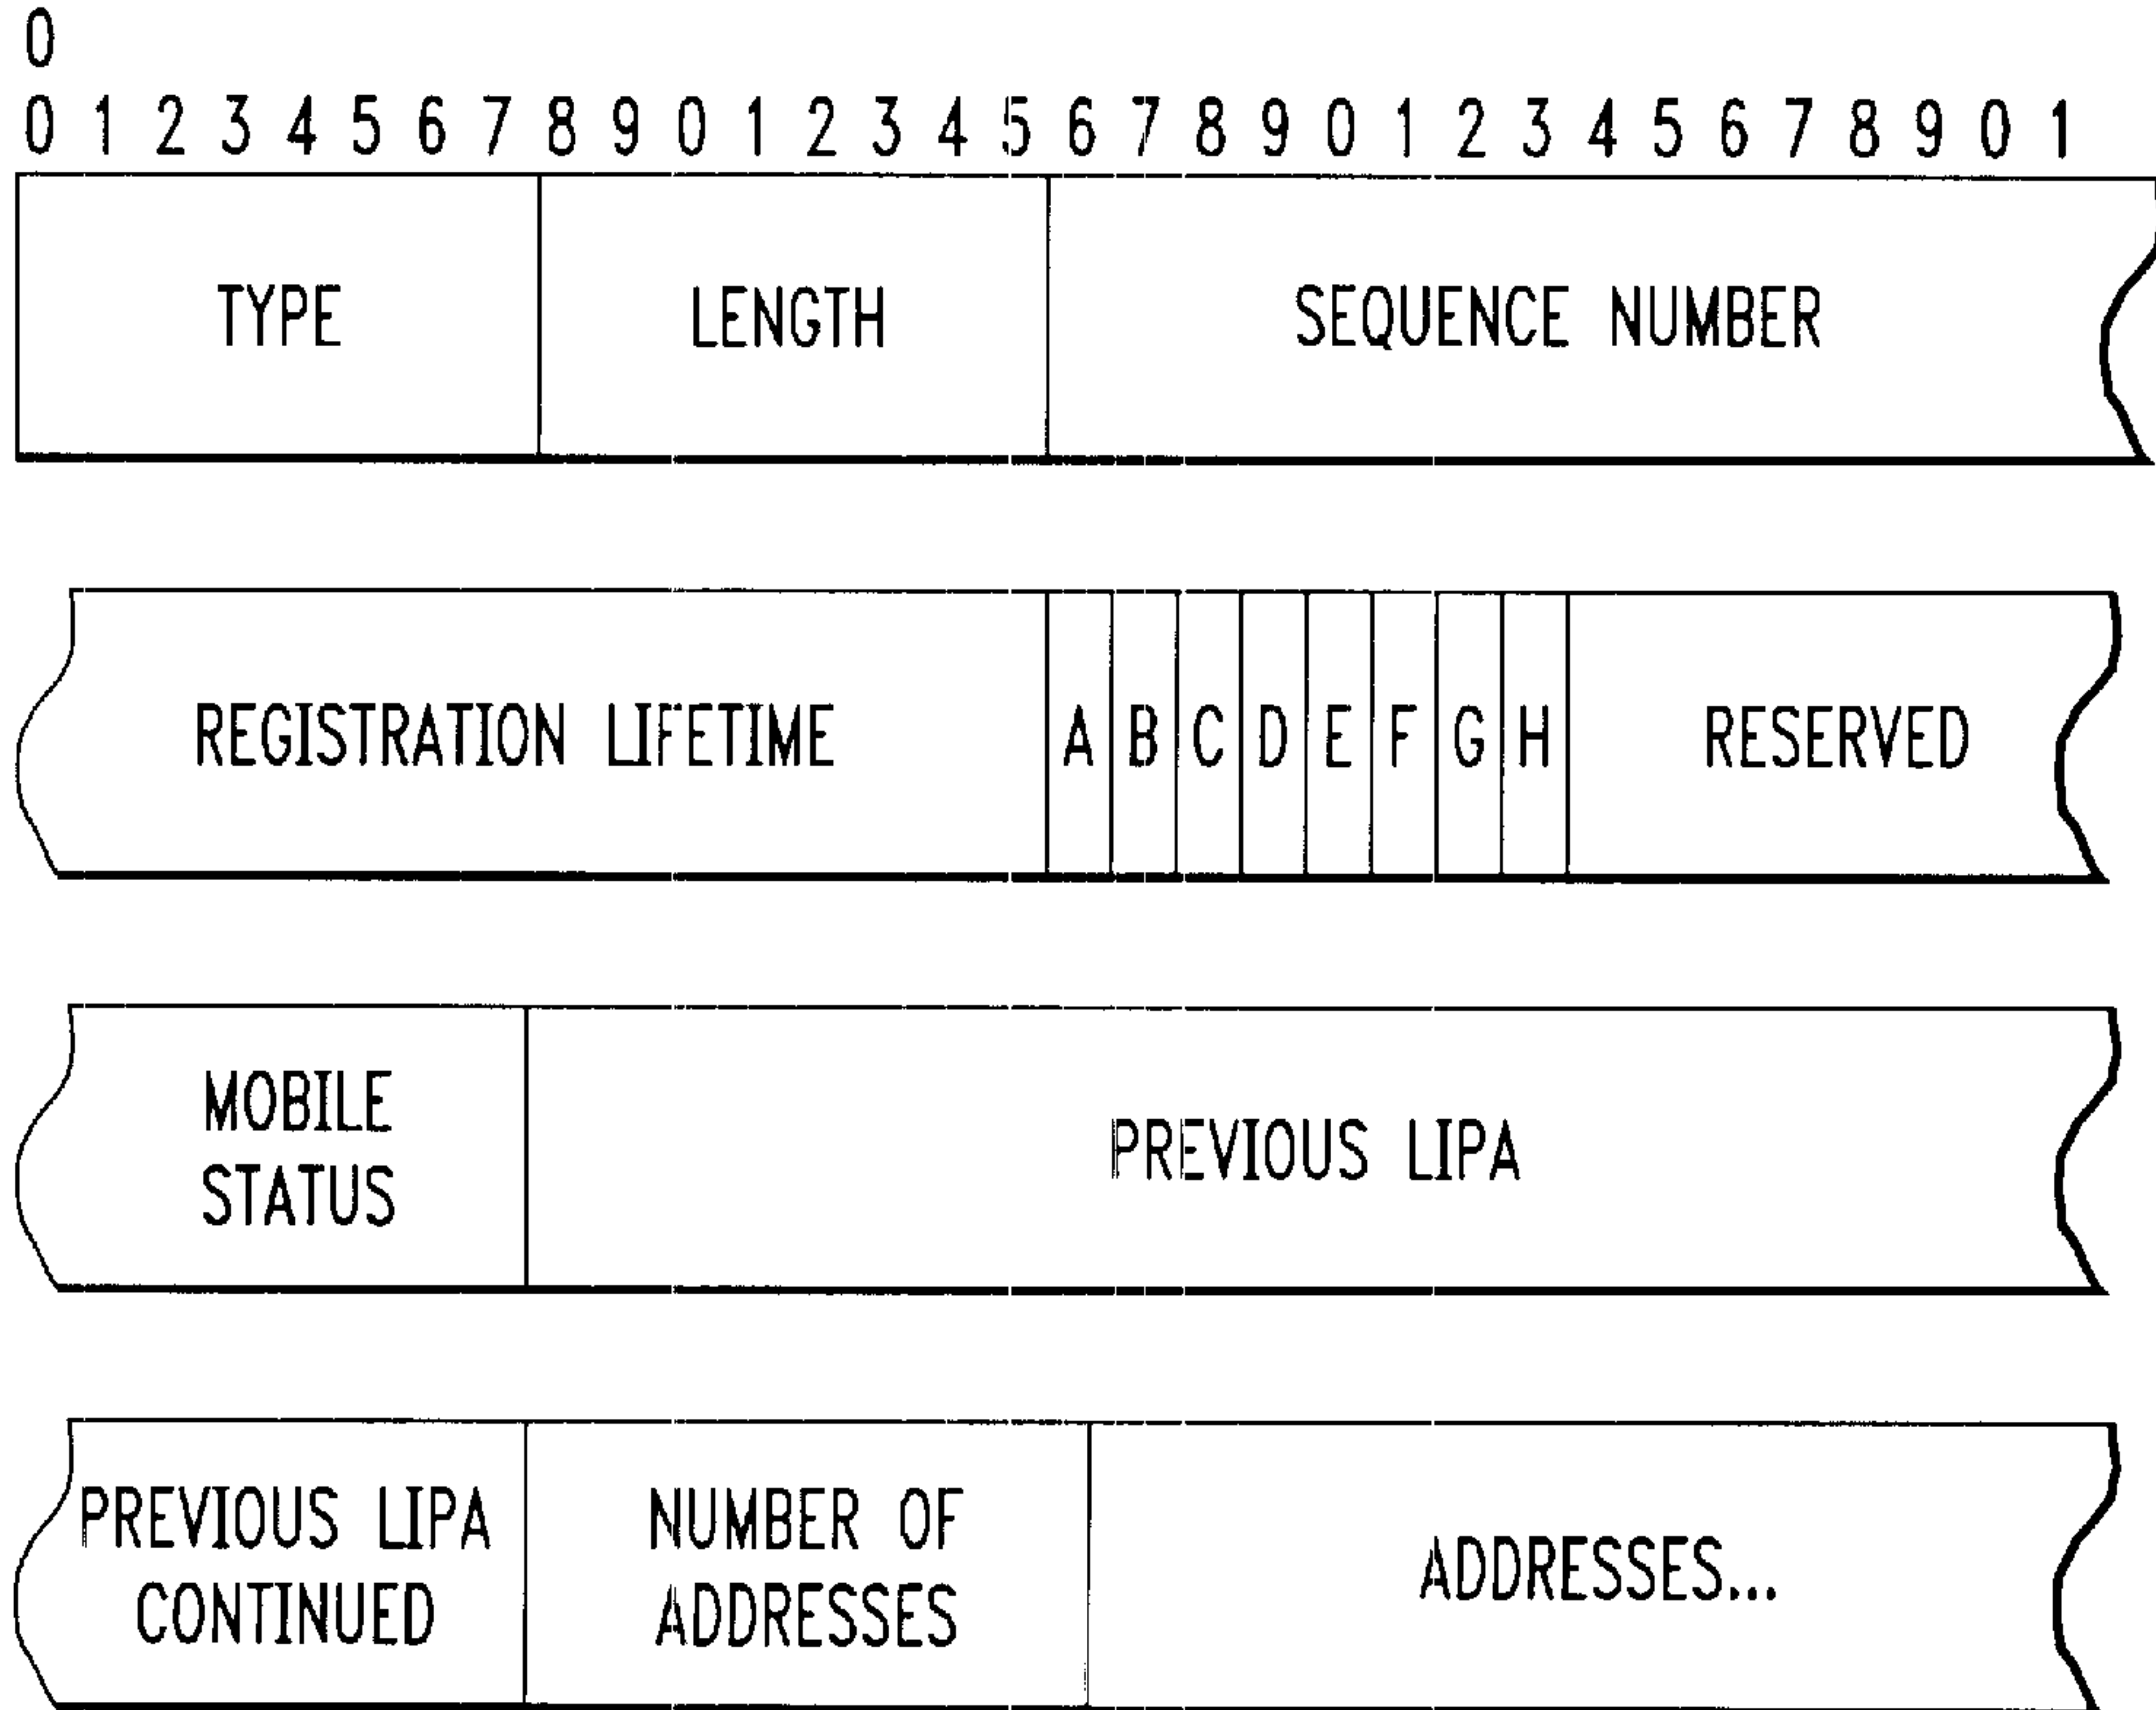 0
0 1 2 3 4 5 6 7 8 9 0 1 2 3 4 5 6 7 8 9 0 1 2 3 4 5 6 7 8 9 0 1
TYPE LENGTH SEQUENCE NUMBER
REGISTRATION LIFETIME A B C D E F G H RESERVED
MOBILE
STATUS
PREVIOUS LIPA
PREVIOUS LIPA
CONTINUED
NUMBER OF
ADDRESSES
ADDRESSES...